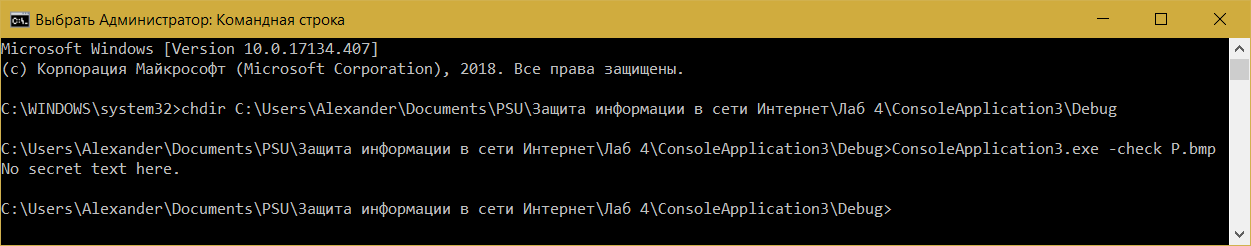 Выбрать Администратор: Командная строка
Microsoft Windows [Version 10.0.17134.407]
(c) Корпорация Майкрософт (Microsoft Corporation), 2018. Все права защищены.
C:\WINDOWS\system32>chdir C:\Users\Alexander\Documents\PSU\Защита информации в сети Интернет\Лаб 4\ConsoleApplication3\Debug
C:\Users\Alexander\Documents\PSU\Защита информации в сети Интернет\Лаб 4\ConsoleApplication3\Debug>ConsoleApplication3.exe -check P.bmp
No secret text here.
C:\Users\Alexander\Documents\PSU\Защита информации в сети Интернет\Лаб 4\ConsoleApplication3\Debug>